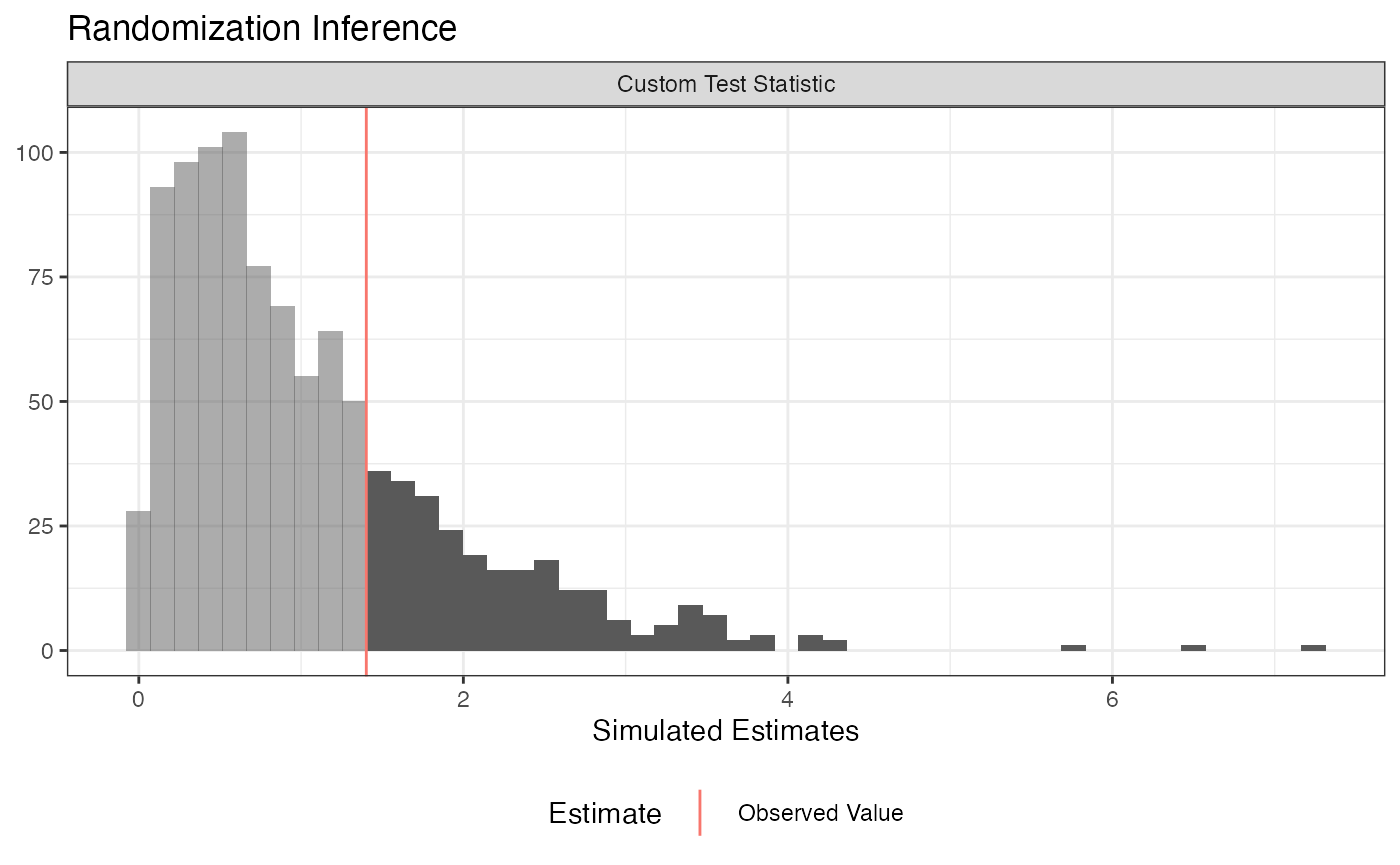 Randomization Inference
Custom Test Statistic
100
75
50
25
0
0 2 4 6
Simulated Estimates
Estimate Observed Value